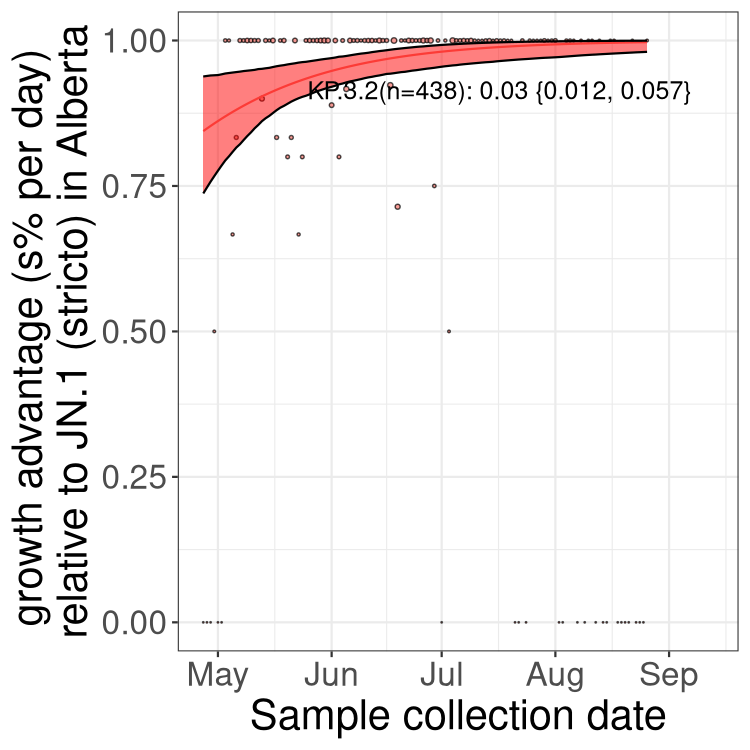 growth advantage (s% per day)
relative to JN.1 (stricto) in Alberta
1.00
0.75
0.50
0.25
0.00
KP.3.2(n=438): 0.03 {0.012, 0.057}
May Jun Jul Aug Sep
Sample collection date